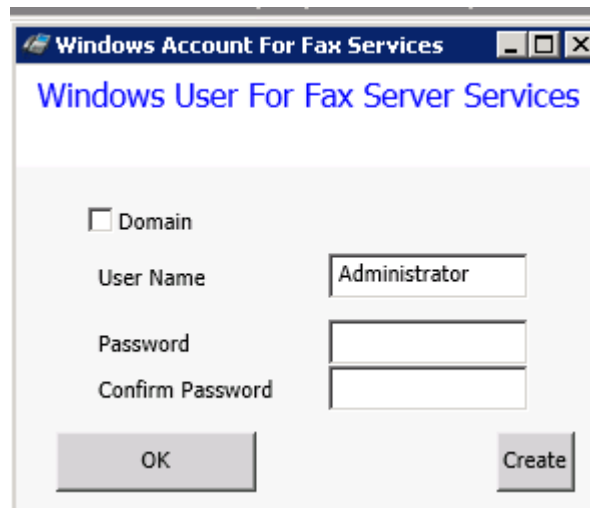 Windows Account For Fax Services
Windows User For Fax Server Services
Domain
User Name Administrator
Password
Confirm Password
OK Create